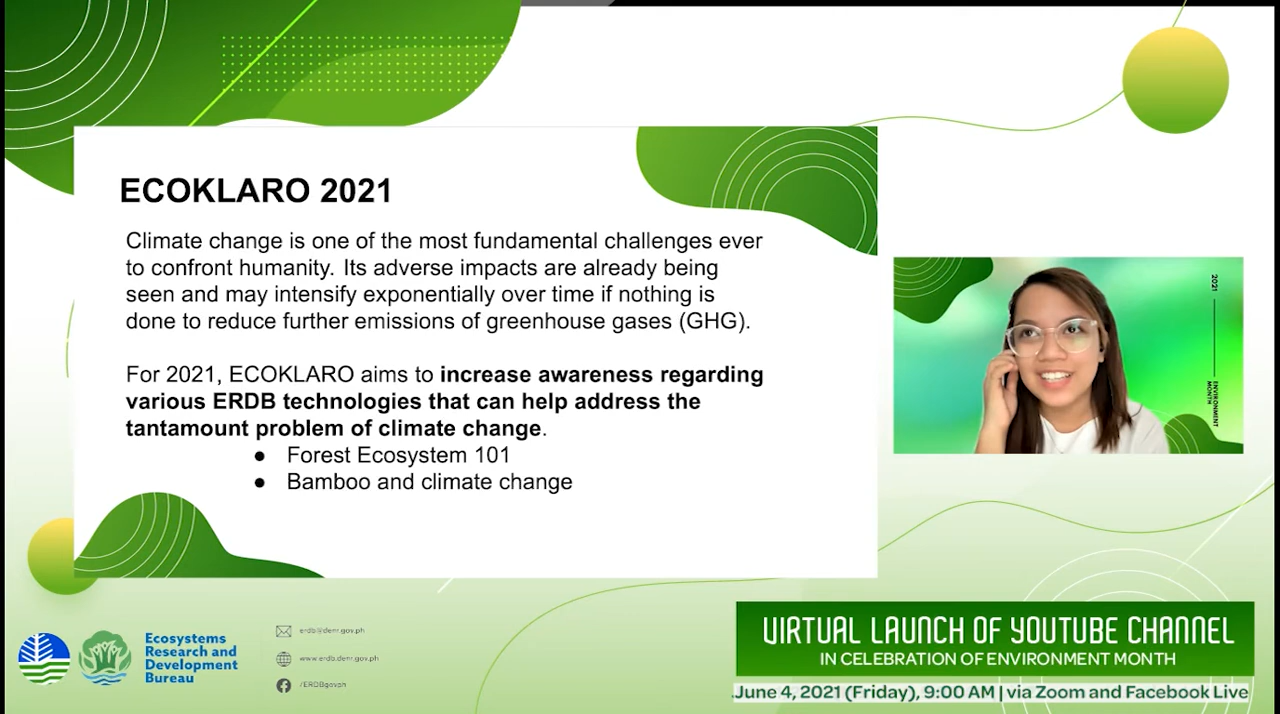 ECOKLARO 2021
Climate change is one of the most fundamental challenges ever
to confront humanity. Its adverse impacts are already being
seen and may intensify exponentially over time if nothing is
done to reduce further emissions of greenhouse gases (GHG).
For 2021, ECOKLARO aims to increase awareness regarding
various ERDB technologies that can help address the
tantamount problem of climate change.
● Forest Ecosystem 101
● Bamboo and climate change
2021
ENVIRONMENT
MONTH
Ecosystems
Research and
Development
Bureau
erdb@denr.gov.ph
www.erdb.denr.gov.ph
/ERDBgovph
VIRTUAL LAUNCH OF YOUTUBE CHANNEL
IN CELEBRATION OF ENVIRONMENT MONTH
June 4, 2021 (Friday), 9:00 AM | via Zoom and Facebook Live